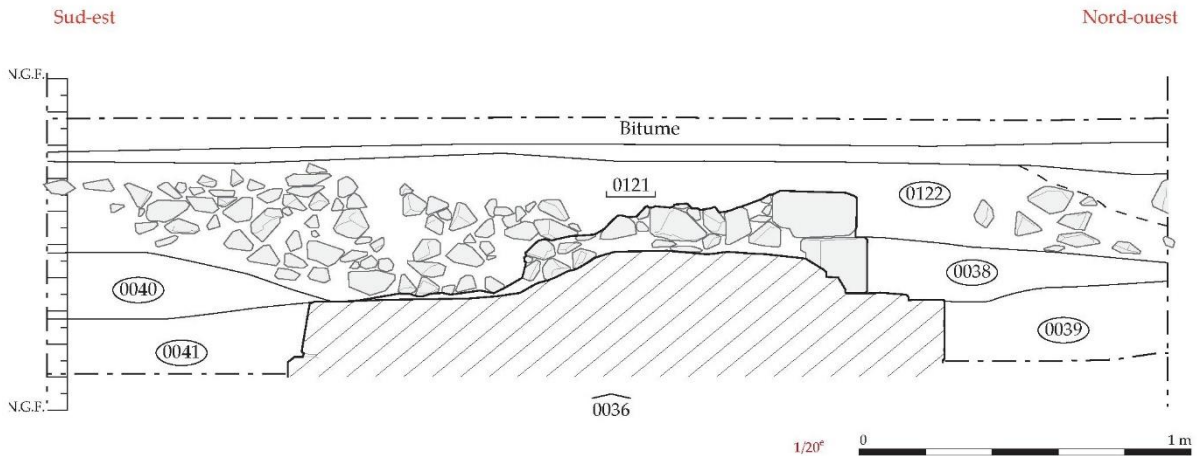 Sud-est
Nord-ouest
N.G.F.
Bitume
0121
0122
0040
0038
0041
0039
N.G.F.
0036
1/20e
0
1 m